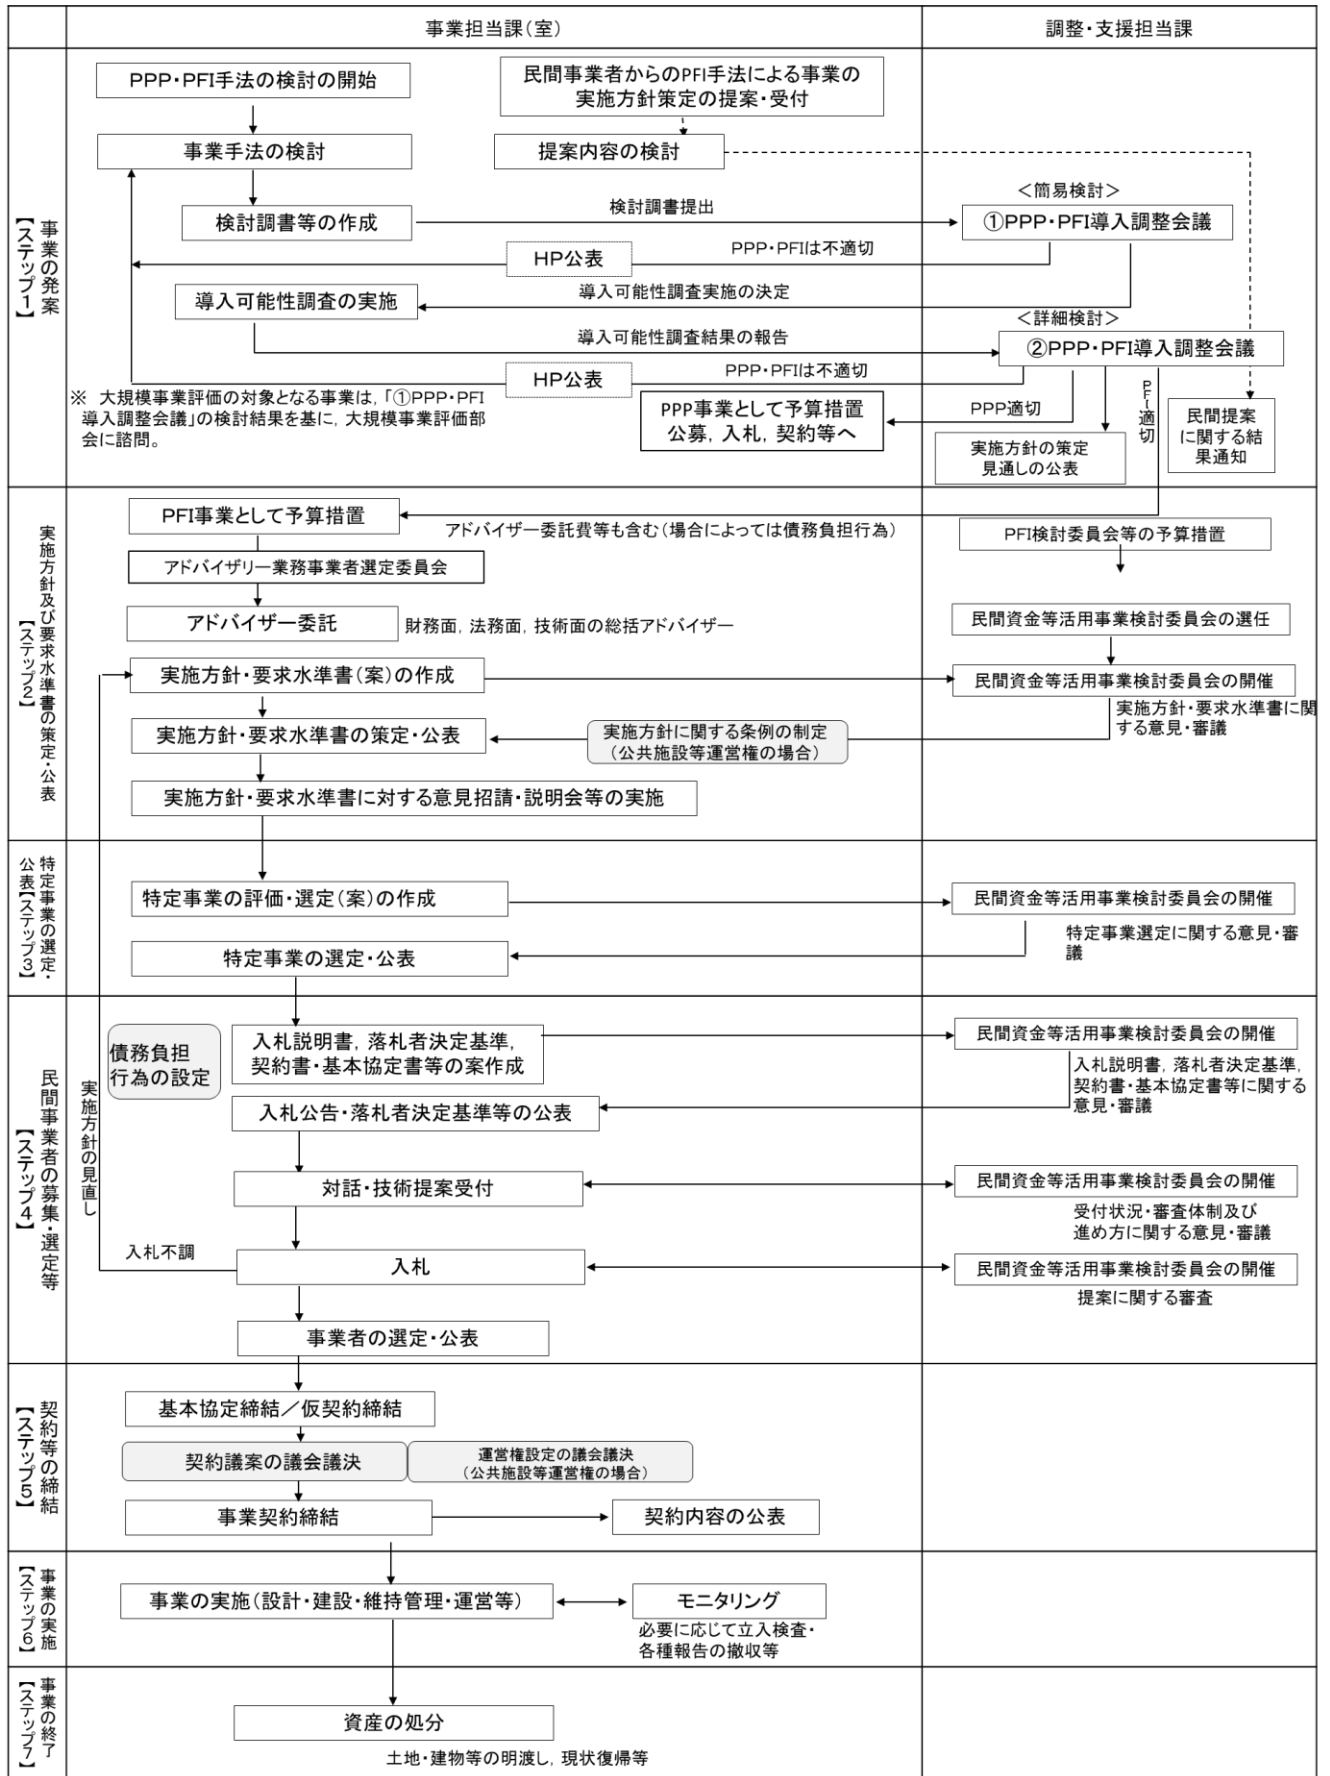 事業担当課(室)
調整・支援担当課
事業の発案
【ステップ1】
PPP・PFI手法の検討の開始
民間事業者からのPFI手法による事業の
実施方針策定の提案・受付
事業手法の検討
提案内容の検討
検討調書等の作成
検討調書提出
<簡易検討>
①PPP・PFI導入調整会議
HP公表
PPP・PFIは不適切
導入可能性調査の実施
導入可能性調査実施の決定
<詳細検討>
導入可能性調査結果の報告
②PPP・PFI導入調整会議
HP公表
PPP・PFIは不適切
※ 大規模事業評価の対象となる事業は,「①PPP・PFI
導入調整会議」の検討結果を基に,大規模事業評価部
会に諮問。
PPP事業として予算措置
公募,入札,契約等へ
PPP適切
PFI適切
実施方針の策定
見通しの公表
民間提案
に関する結
果通知
実施方針及び要求水準書の策定・公表
【ステップ2】
PFI事業として予算措置
アドバイザー委託費等も含む(場合によっては債務負担行為)
PFI検討委員会等の予算措置
アドバイザリー業務事業者選定委員会
アドバイザー委託
財務面,法務面,技術面の総括アドバイザー
民間資金等活用事業検討委員会の選任
実施方針・要求水準書(案)の作成
民間資金等活用事業検討委員会の開催
実施方針・要求水準書に関
する意見・審議
実施方針・要求水準書の策定・公表
実施方針に関する条例の制定
(公共施設等運営権の場合)
実施方針・要求水準書に対する意見招請・説明会等の実施
特定事業の選定・
公表【ステップ3】
特定事業の評価・選定(案)の作成
民間資金等活用事業検討委員会の開催
特定事業選定に関する意見・審
議
特定事業の選定・公表
民間事業者の募集・選定等
【ステップ4】
債務負担
行為の設定
実施方針の見直し
入札説明書,落札者決定基準,
契約書・基本協定書等の案作成
民間資金等活用事業検討委員会の開催
入札説明書,落札者決定基準,
契約書・基本協定書等に関する
意見・審議
入札公告・落札者決定基準等の公表
対話・技術提案受付
民間資金等活用事業検討委員会の開催
受付状況・審査体制及び
進め方に関する意見・審議
入札不調
入札
民間資金等活用事業検討委員会の開催
提案に関する審査
事業者の選定・公表
契約等の締結
【ステップ5】
基本協定締結/仮契約締結
契約議案の議会議決
運営権設定の議会議決
(公共施設等運営権の場合)
事業契約締結
契約内容の公表
事業の実施
【ステップ6】
事業の実施(設計・建設・維持管理・運営等)
モニタリング
必要に応じて立入検査・
各種報告の撤収等
事業の終了
【ステップ7】
資産の処分
土地・建物等の明渡し,現状復帰等